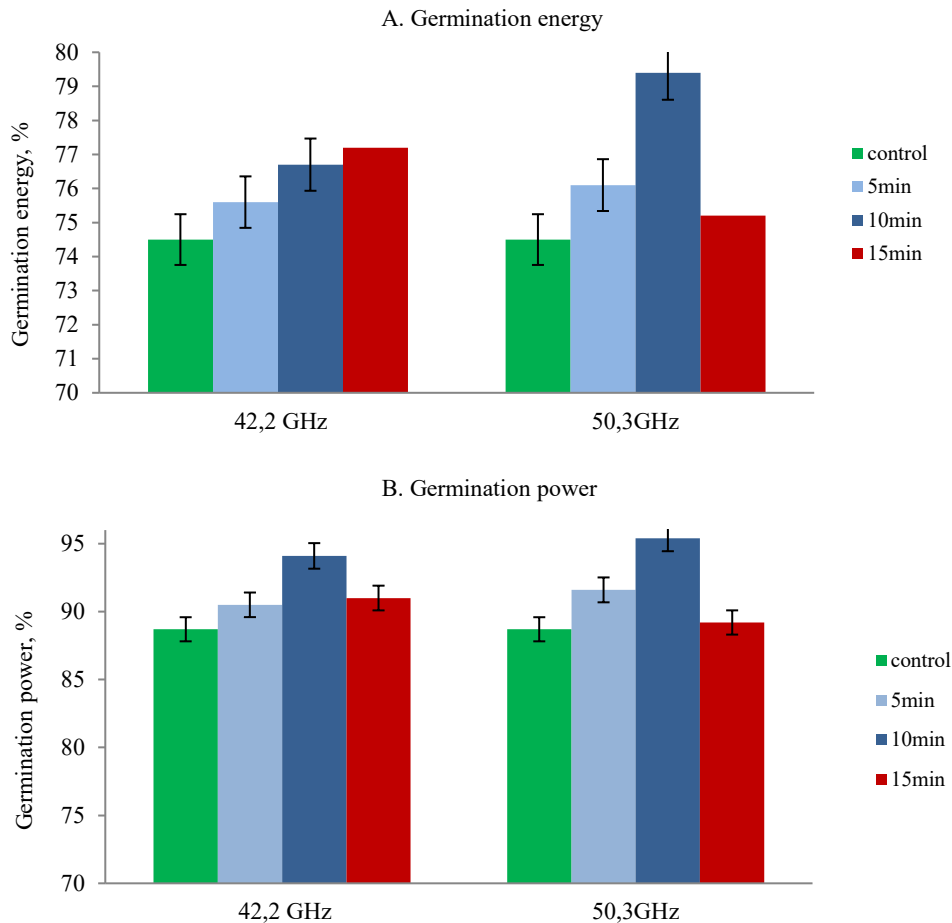 A. Germination energy
Germination energy, %
80
79
78
77
76
75
74
73
72
71
70
42,2 GHz
50,3GHz
control
5min
10min
15min
B. Germination power
Germination power, %
95
90
85
80
75
70
42,2 GHz
50,3GHz
control
5min
10min
15min